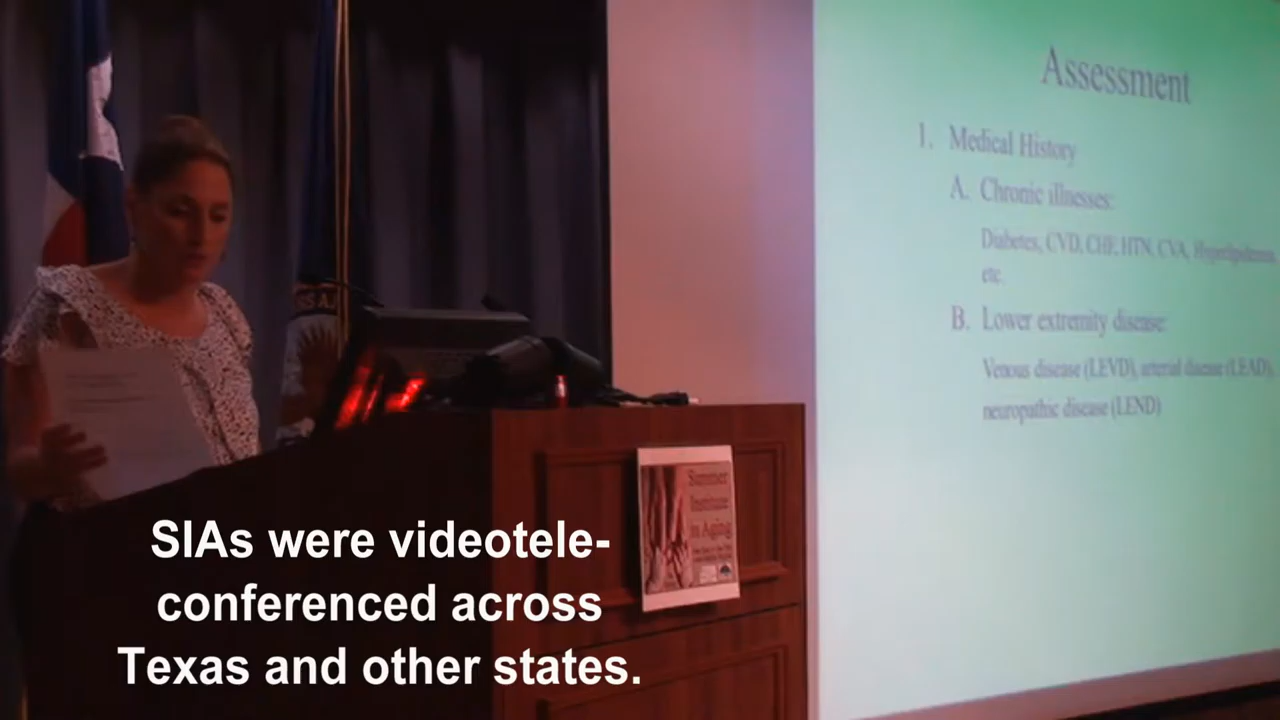 Assessment
1. Medical History
A. Chronic illnesses:
Diabetes, CVD, CHF, HTN, CVA, Hyperlipidemia,
etc.
B. Lower extremity disease:
Venous disease (LEVD), arterial disease (LEAD),
neuropathic disease (LEND)
Summer
Institute
in Aging
SIAs were videotele-
conferenced across
Texas and other states.